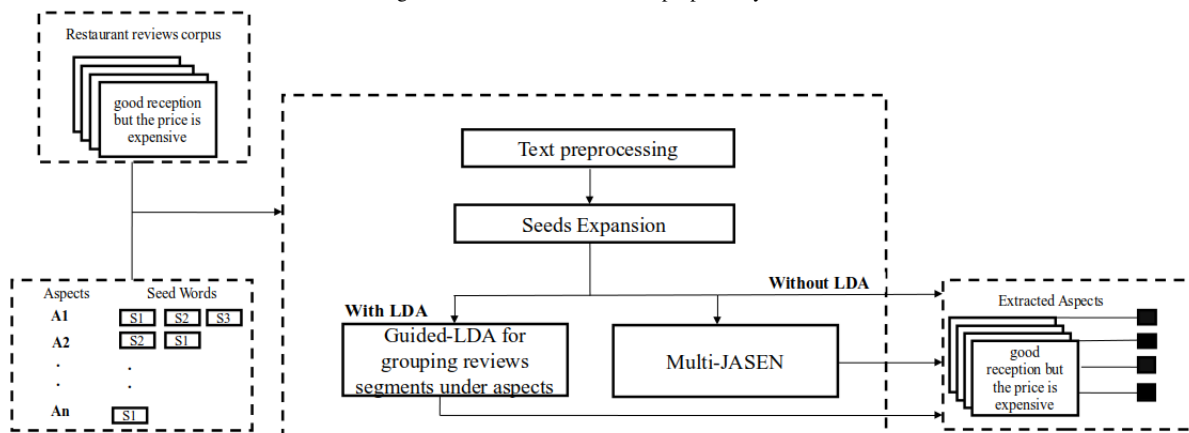 Restaurant reviews corpus
good reception
but the price is
expensive
Text preprocessing
Seeds Expansion
Aspects Seed Words
A1 S1 S2 S3
A2 S2 S1
. .
. .
An S1
With LDA
Without LDA
Guided-LDA for
grouping reviews
segments under aspects
Multi-JASEN
Extracted Aspects
good
reception but
the price is
expensive